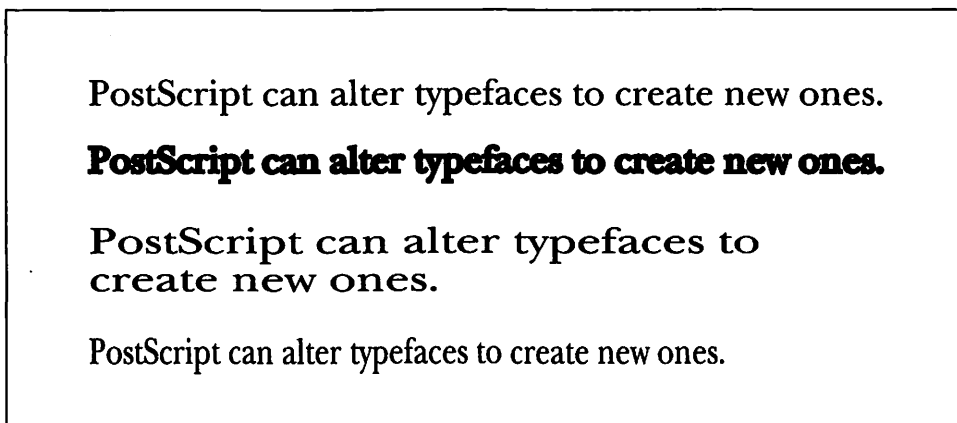 PostScript can alter typefaces to create new ones.
PostScript can alter typefaces to create new ones.
PostScript can alter typefaces to
create new ones.
PostScript can alter typefaces to create new ones.